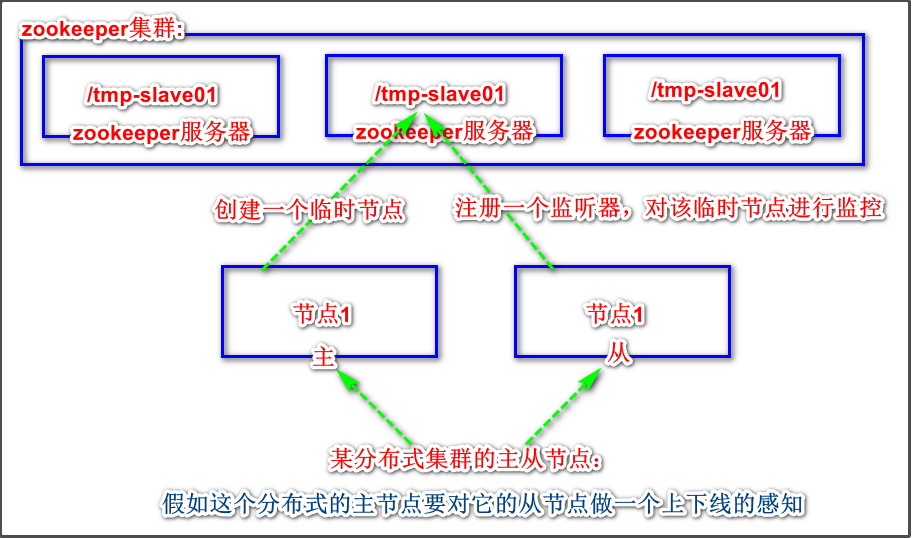 zookeeper集群:
/tmp-slave01
/tmp-slave01
/tmp-slave01
zookeeper服务器
zookeeper服务器
zookeeper服务器
创建一个临时节点
注册一个监听器，对该临时节点进行监控
节点1
节点1
主
从
某分布式集群的主从节点：
假如这个分布式的主节点要对它的从节点做一个上下线的感知